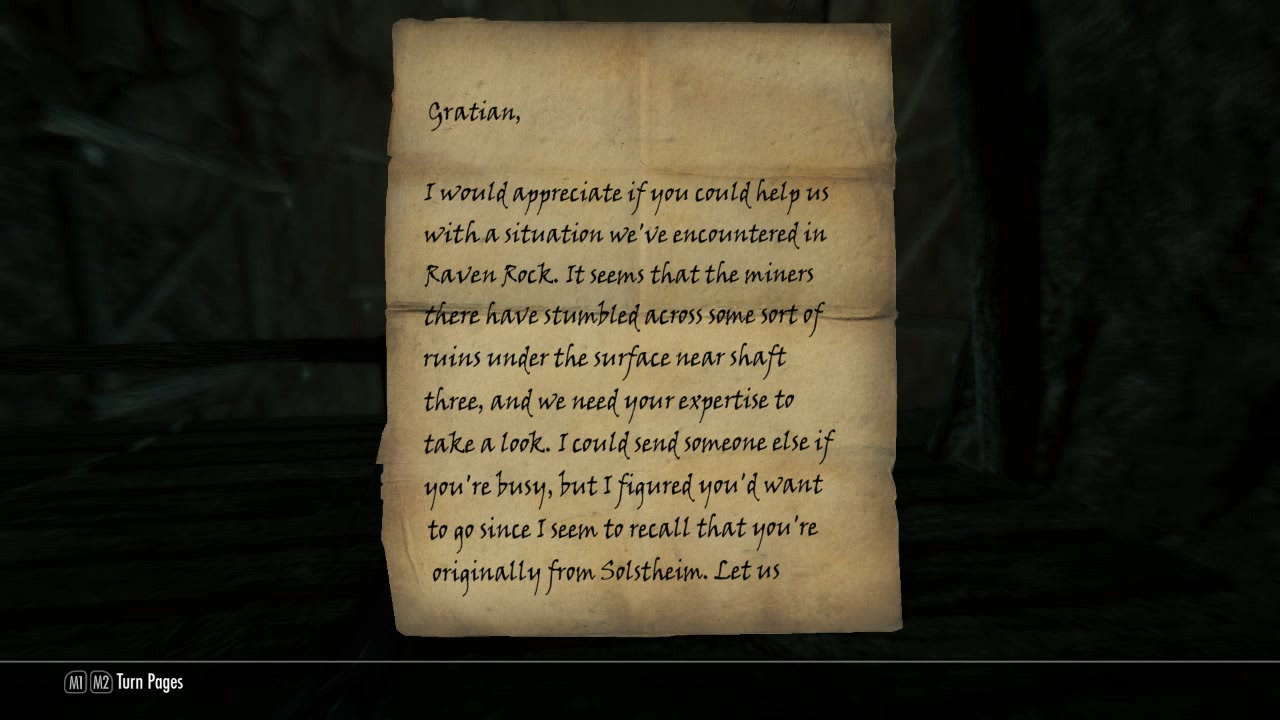 Gratian,
I would appreciate if you could help us
with a situation we've encountered in
Raven Rock. It seems that the miners
there have stumbled across some sort of
ruins under the surface near shaft
three, and we need your expertise to
take a look. I could send someone else if
you're busy, but I figured you'd want
to go since I seem to recall that you're
originally from Solstheim. Let us
M1 M2 Turn Pages